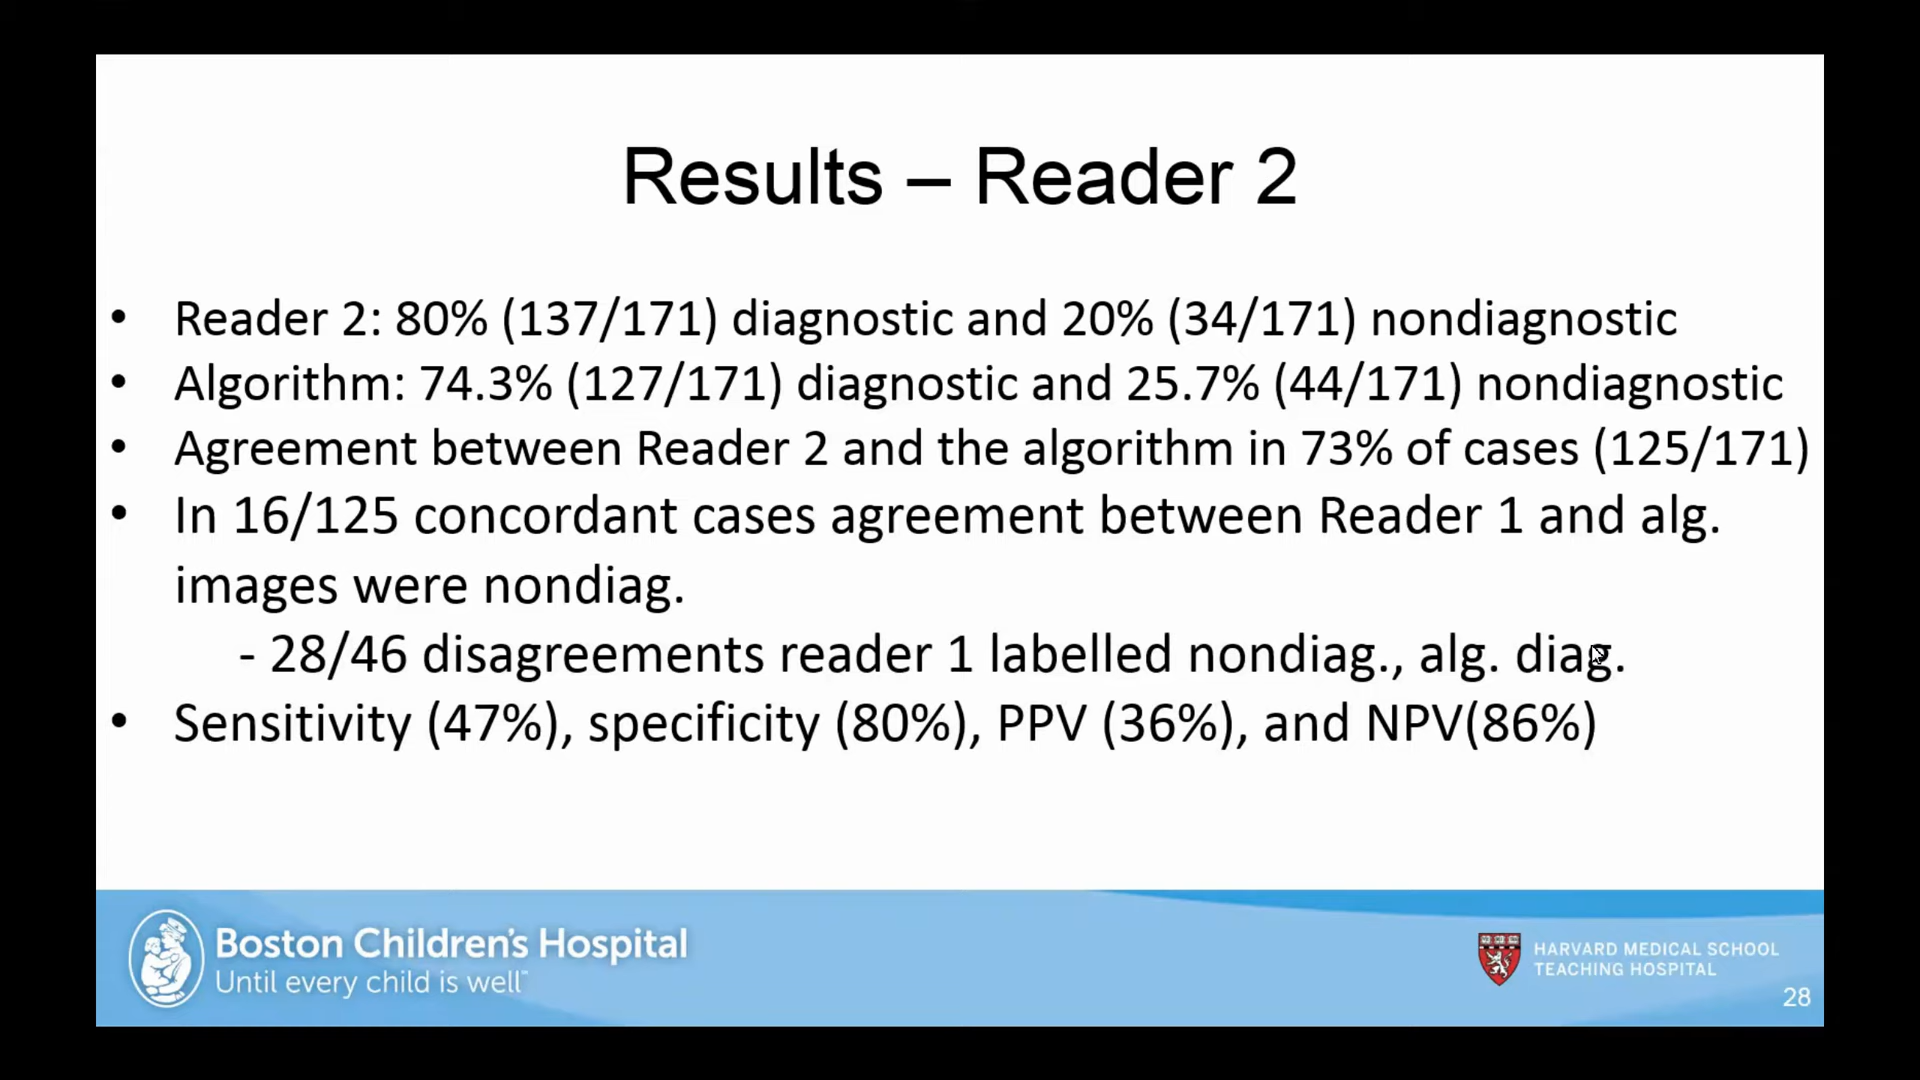 Results – Reader 2
• Reader 2: 80% (137/171) diagnostic and 20% (34/171) nondiagnostic
• Algorithm: 74.3% (127/171) diagnostic and 25.7% (44/171) nondiagnostic
• Agreement between Reader 2 and the algorithm in 73% of cases (125/171)
• In 16/125 concordant cases agreement between Reader 1 and alg.
images were nondiag.
- 28/46 disagreements reader 1 labelled nondiag., alg. diag.
• Sensitivity (47%), specificity (80%), PPV (36%), and NPV(86%)
Boston Children's Hospital
Until every child is well™
HARVARD MEDICAL SCHOOL
TEACHING HOSPITAL
28